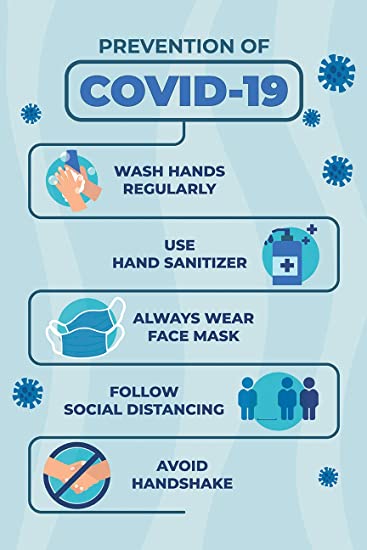 PREVENTION OF
COVID-19
WASH HANDS
REGULARLY
USE
HAND SANITIZER
ALWAYS WEAR
FACE MASK
FOLLOW
SOCIAL DISTANCING
AVOID
HANDSHAKE